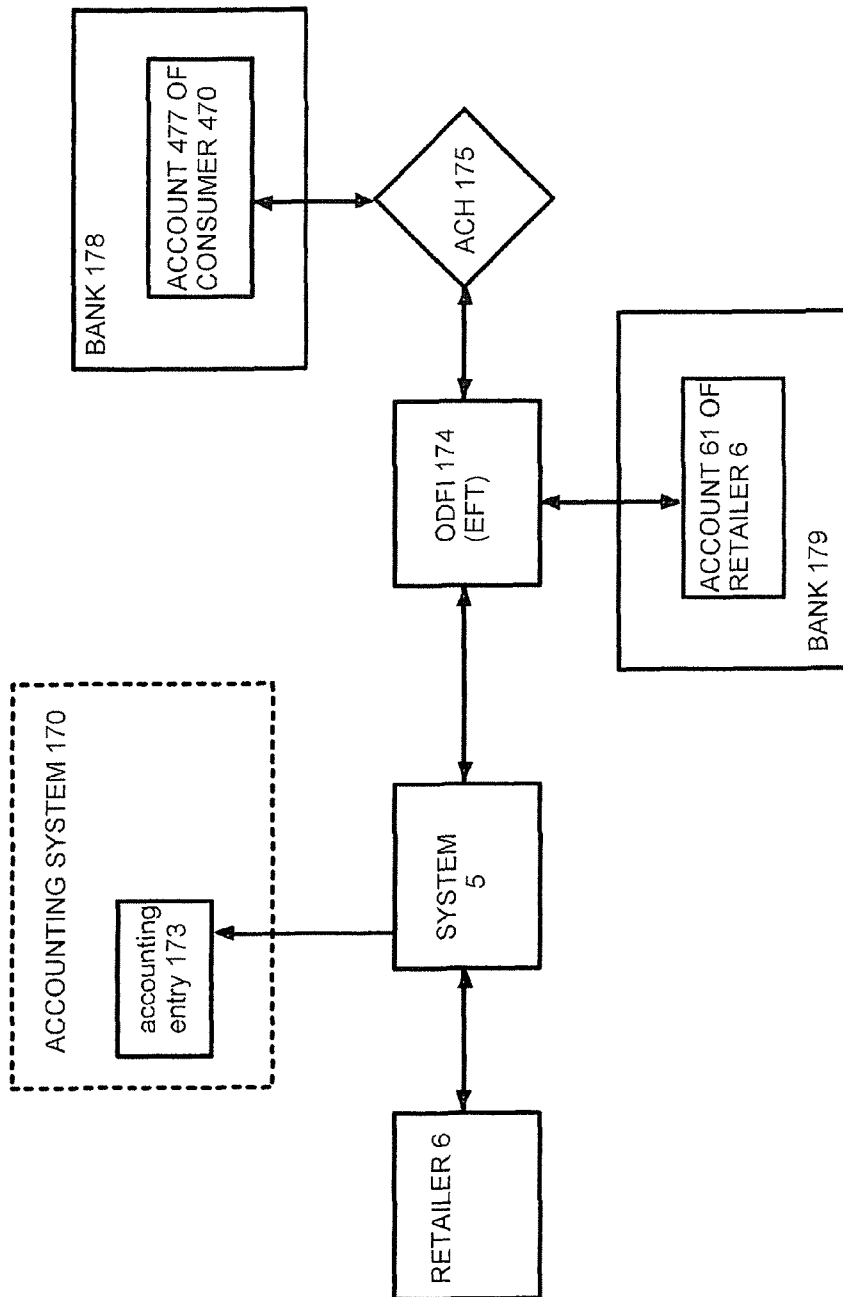 ACCOUNTING SYSTEM 170
accounting
entry 173
BANK 178
ACCOUNT 477 OF
CONSUMER 470
RETAILER 6
SYSTEM
5
ODFI 174
(EFT)
ACH 175
ACCOUNT 61 OF
RETAILER 6
BANK 179